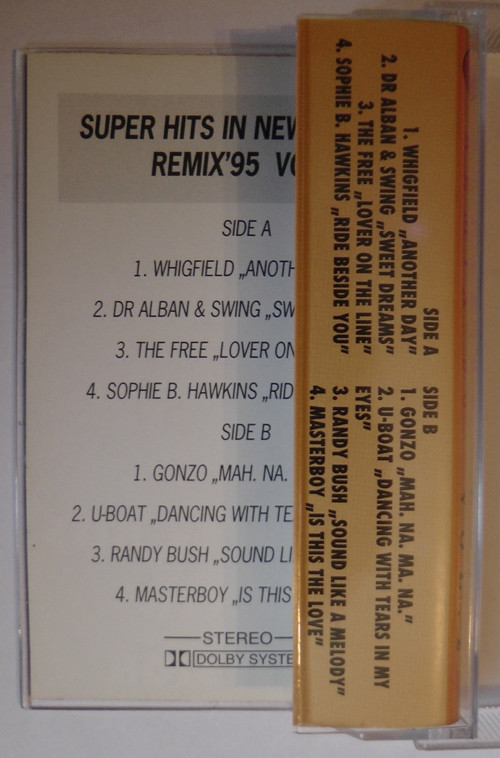 SUPER HITS IN NEW
REMIX'95
SIDE A
1. WHIGFIELD „ANOTH
2. DR ALBAN & SWING „SW
3. THE FREE „LOVER ON
4. SOPHIE B. HAWKINS „RID
SIDE B
1. GONZO „MAH. NA.
2. U-BOAT „DANCING WITH TE
3. RANDY BUSH „SOUND LI
4. MASTERBOY „IS THIS
STEREO
DOLBY SYSTE
SIDE A
1. WHIGFIELD „ANOTHER DAY"
2. DR ALBAN & SWING „SWEET DREAMS"
3. THE FREE „LOVER ON THE LINE"
4. SOPHIE B. HAWKINS „RIDE BESIDE YOU"
SIDE B
1. GONZO „MAH. NA. MA. NA."
2. U-BOAT „DANCING WITH TEARS IN MY
EYES"
3. RANDY BUSH „SOUND LIKE A MELODY"
4. MASTERBOY „IS THIS THE LOVE"